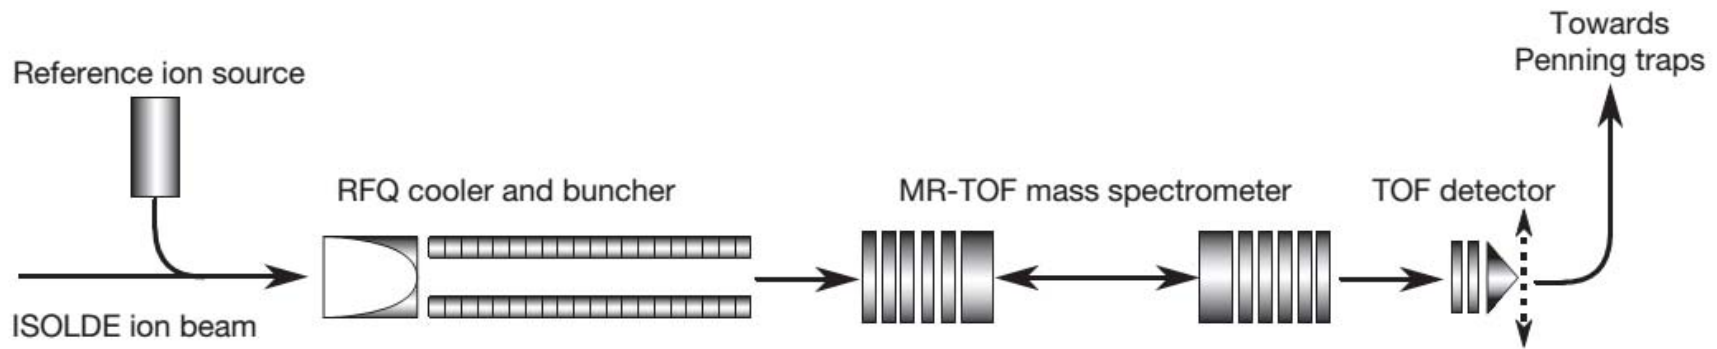 Towards
Penning traps
Reference ion source
RFQ cooler and buncher
MR-TOF mass spectrometer
TOF detector
ISOLDE ion beam